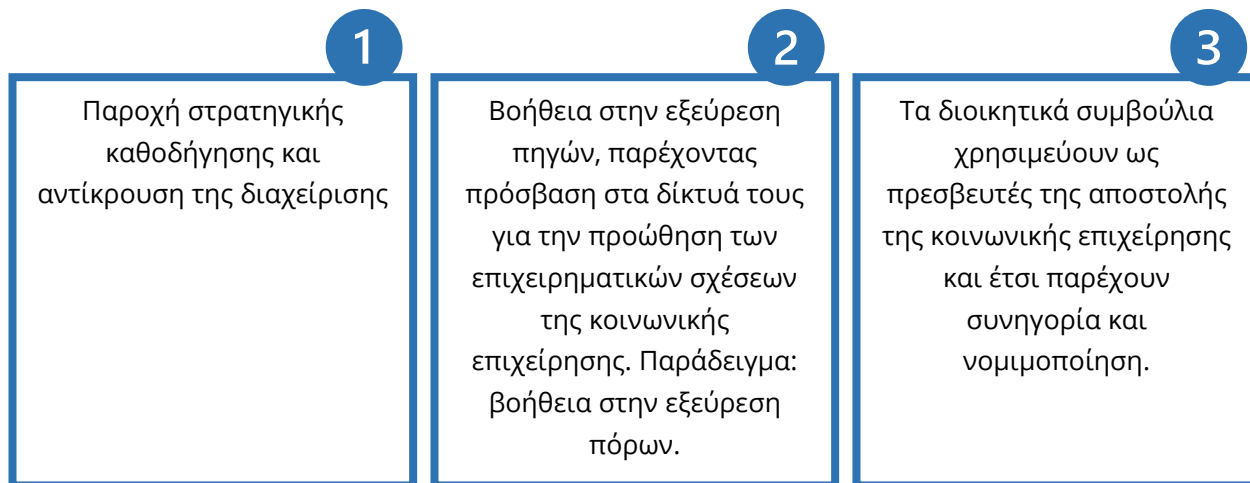 1
Παροχή στρατηγικής
καθοδήγησης και
αντίκρουση της διαχείρισης
2
Βοήθεια στην εξεύρεση
πηγών, παρέχοντας
πρόσβαση στα δίκτυά τους
για την προώθηση των
επιχειρηματικών σχέσεων
της κοινωνικής
επιχείρησης. Παράδειγμα:
βοήθεια στην εξεύρεση
πόρων.
3
Τα διοικητικά συμβούλια
χρησιμεύουν ως
πρεσβευτές της αποστολής
της κοινωνικής επιχείρησης
και έτσι παρέχουν
συνηγορία και
νομιμοποίηση.